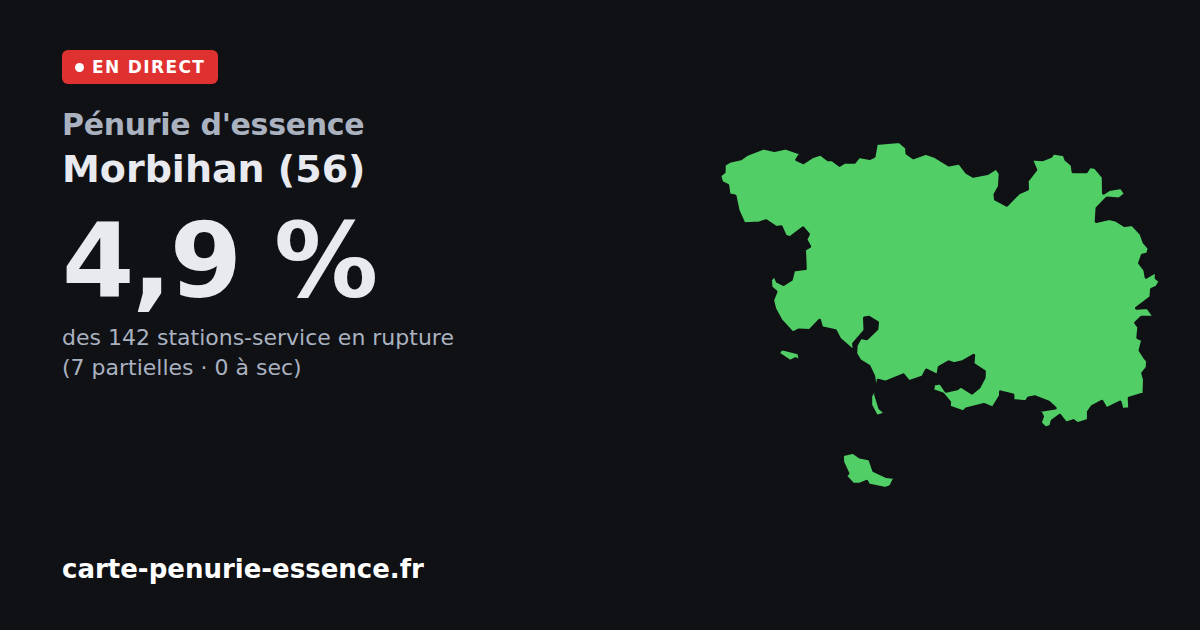 EN DIRECT
Pénurie d'essence
Morbihan (56)
4,9 %
des 142 stations-service en rupture
(7 partielles · 0 à sec)
carte-penurie-essence.fr